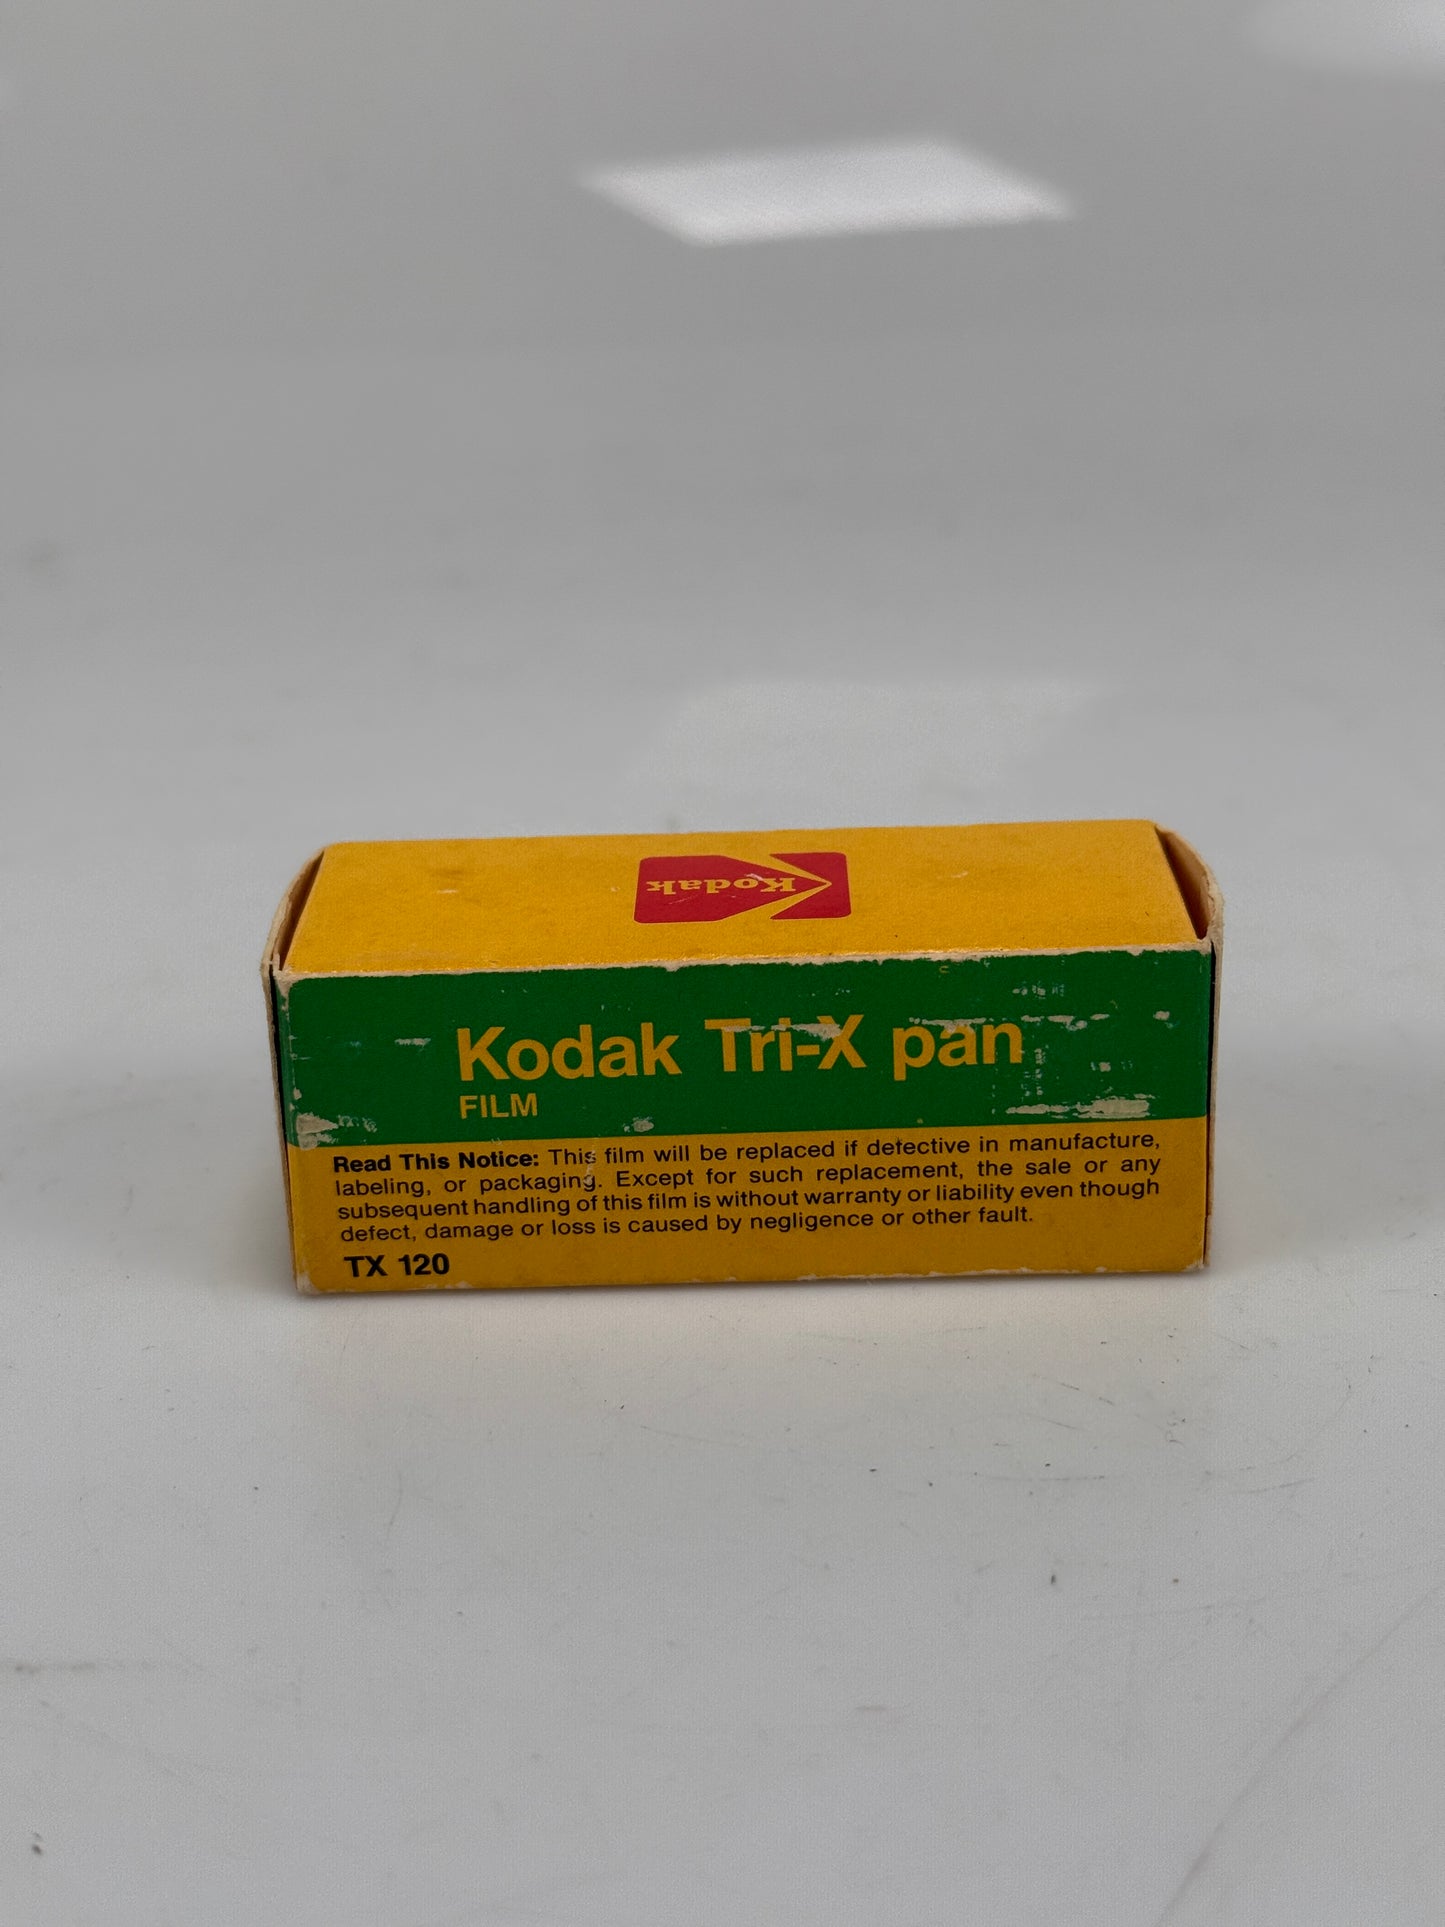 Kodak
Kodak Tri-X pan
FILM
Read This Notice: This film will be replaced if defective in manufacture,
labeling, or packaging. Except for such replacement, the sale or any
subsequent handling of this film is without warranty or liability even though
defect, damage or loss is caused by negligence or other fault.
TX 120